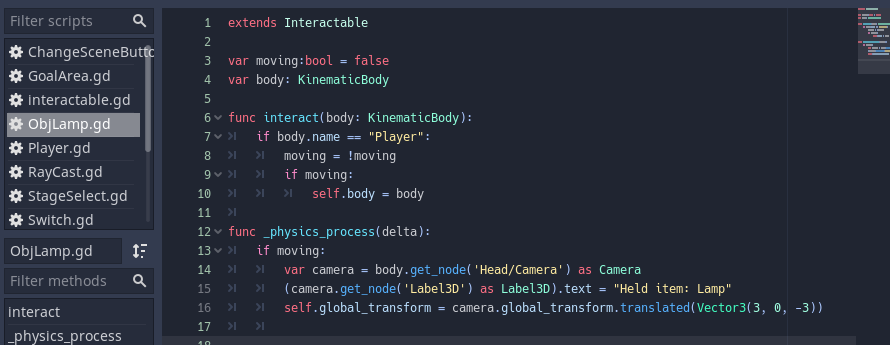 Filter scripts
ChangeSceneButtc
GoalArea.gd
interactable.gd
ObjLamp.gd
Player.gd
RayCast.gd
StageSelect.gd
Switch.gd
ObjLamp.gd
Filter methods
interact
_physics_process
1 extends Interactable
2
3 var moving:bool = false
4 var body: KinematicBody
5
6 func interact(body: KinematicBody):
7 if body.name == "Player":
8 moving = !moving
9 if moving:
10 self.body = body
11
12 func _physics_process(delta):
13 if moving:
14 var camera = body.get_node('Head/Camera') as Camera
15 (camera.get_node('Label3D') as Label3D).text = "Held item: Lamp"
16 self.global_transform = camera.global_transform.translated(Vector3(3, 0, -3))
17
18